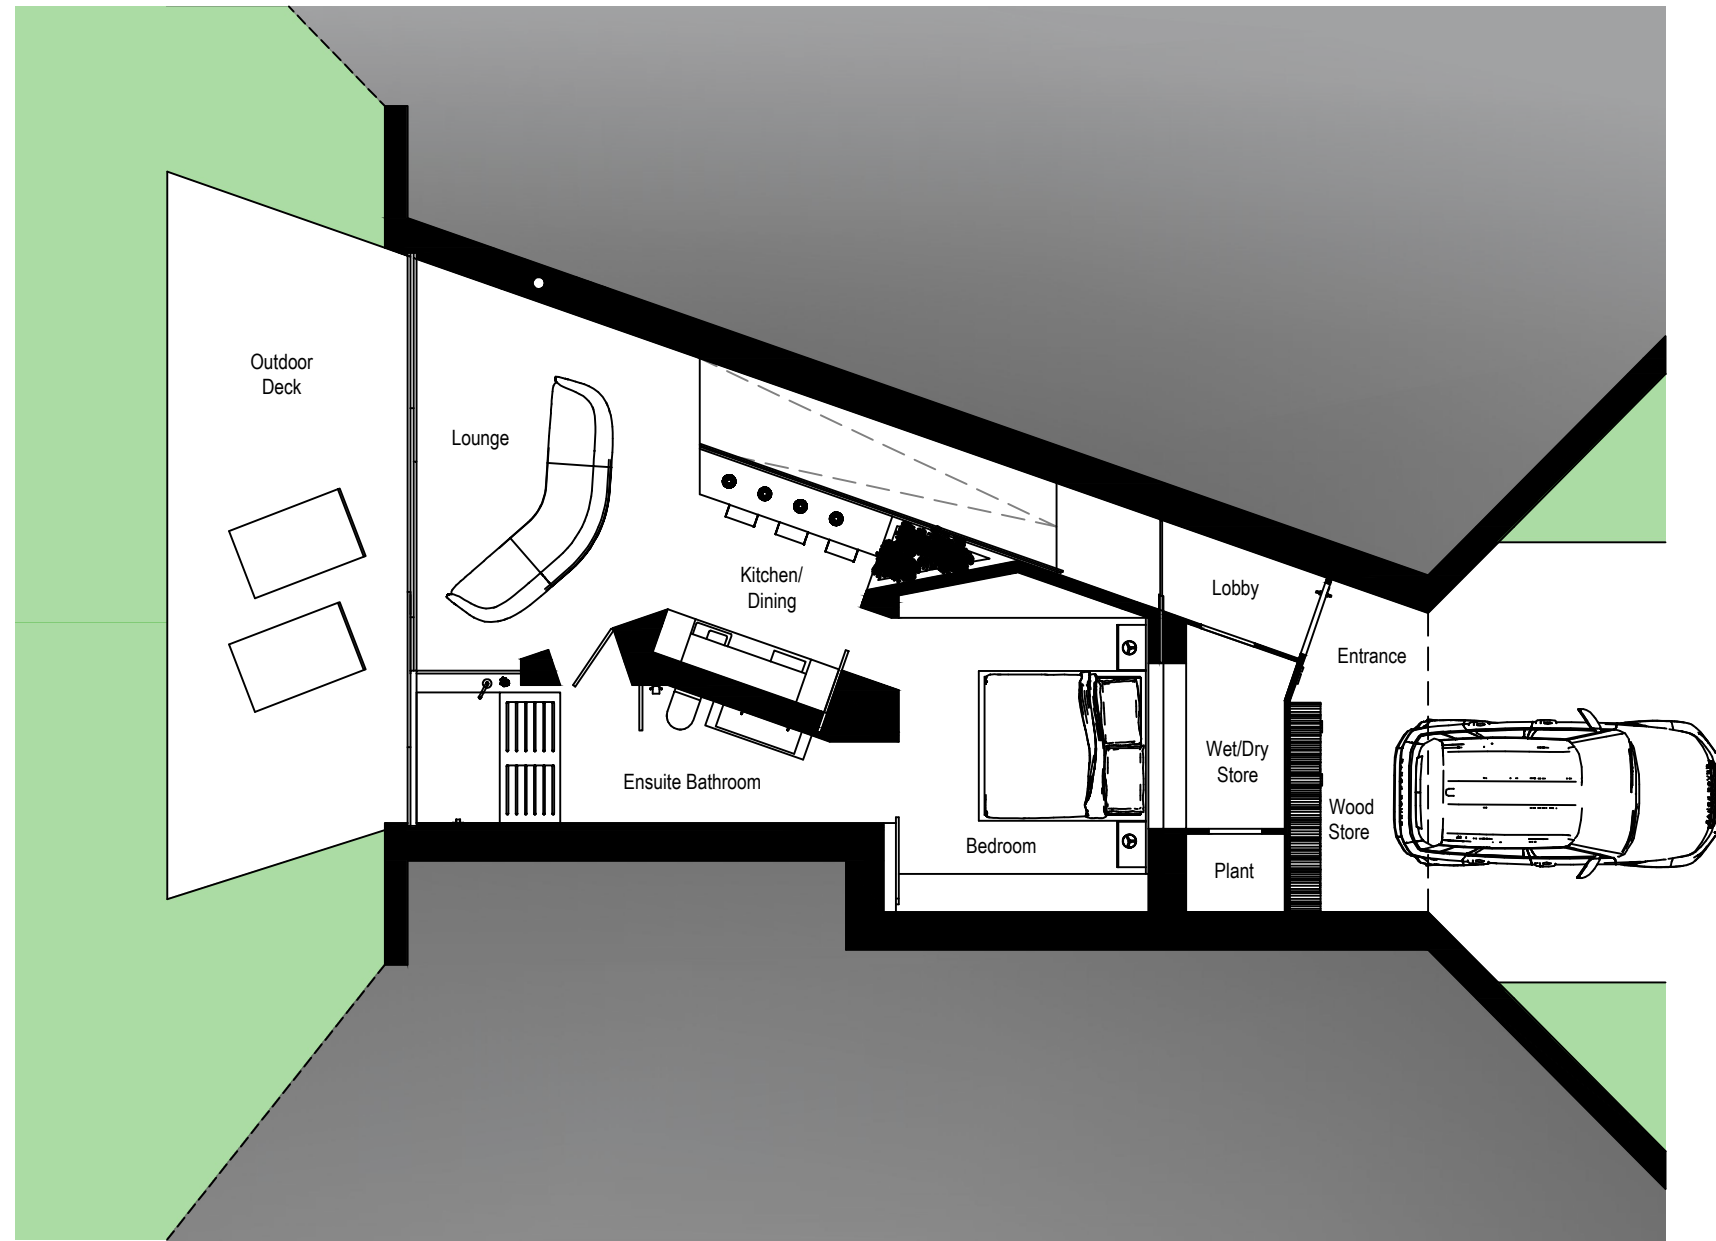 Outdoor
Deck
Lounge
Kitchen/
Dining
Lobby
Entrance
Wet/Dry
Store
Ensuite Bathroom
Wood
Store
Bedroom
Plant